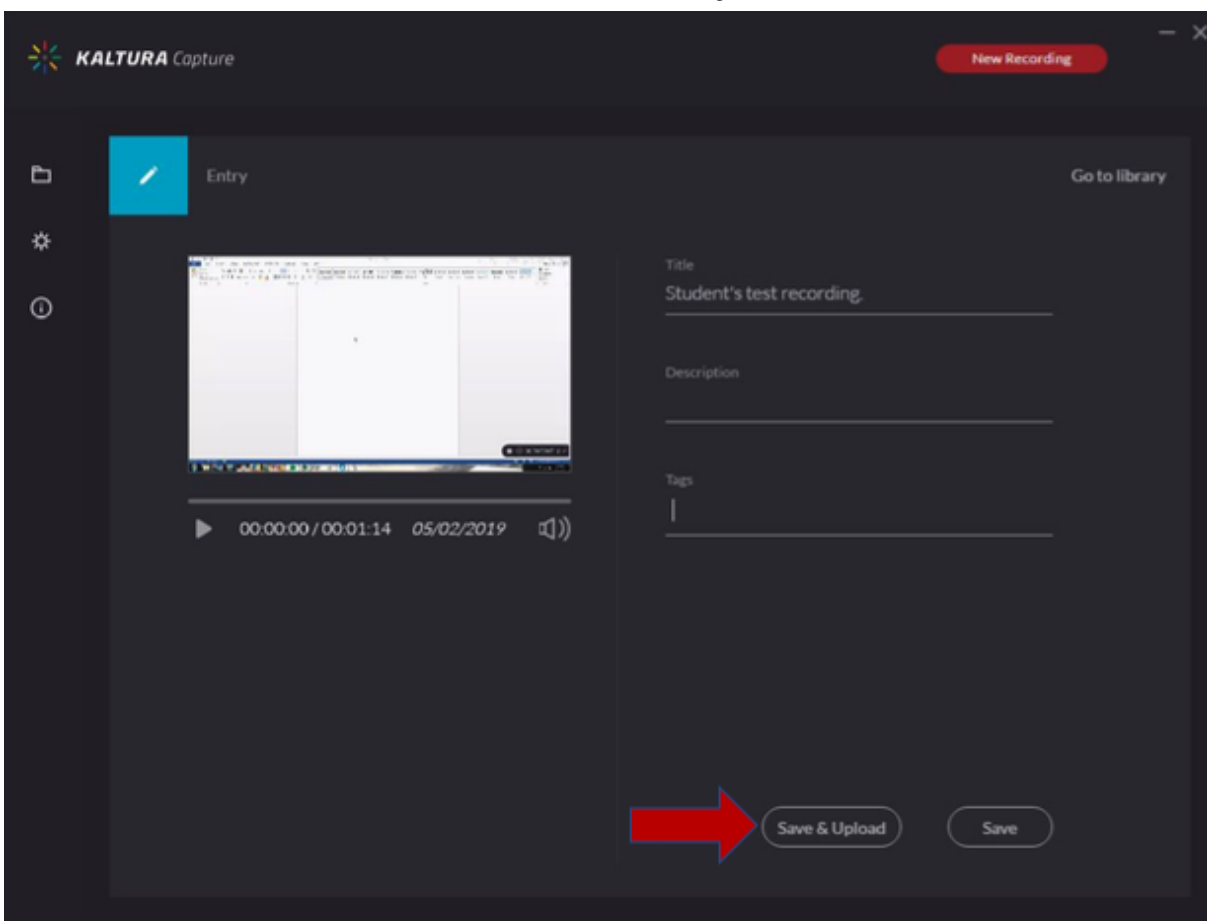 KALTURA Capture
New Recording
Entry
Go to library
Title
Student's test recording.
Description
Tags
00:00:00 / 00:01:14 05/02/2019
Save & Upload
Save